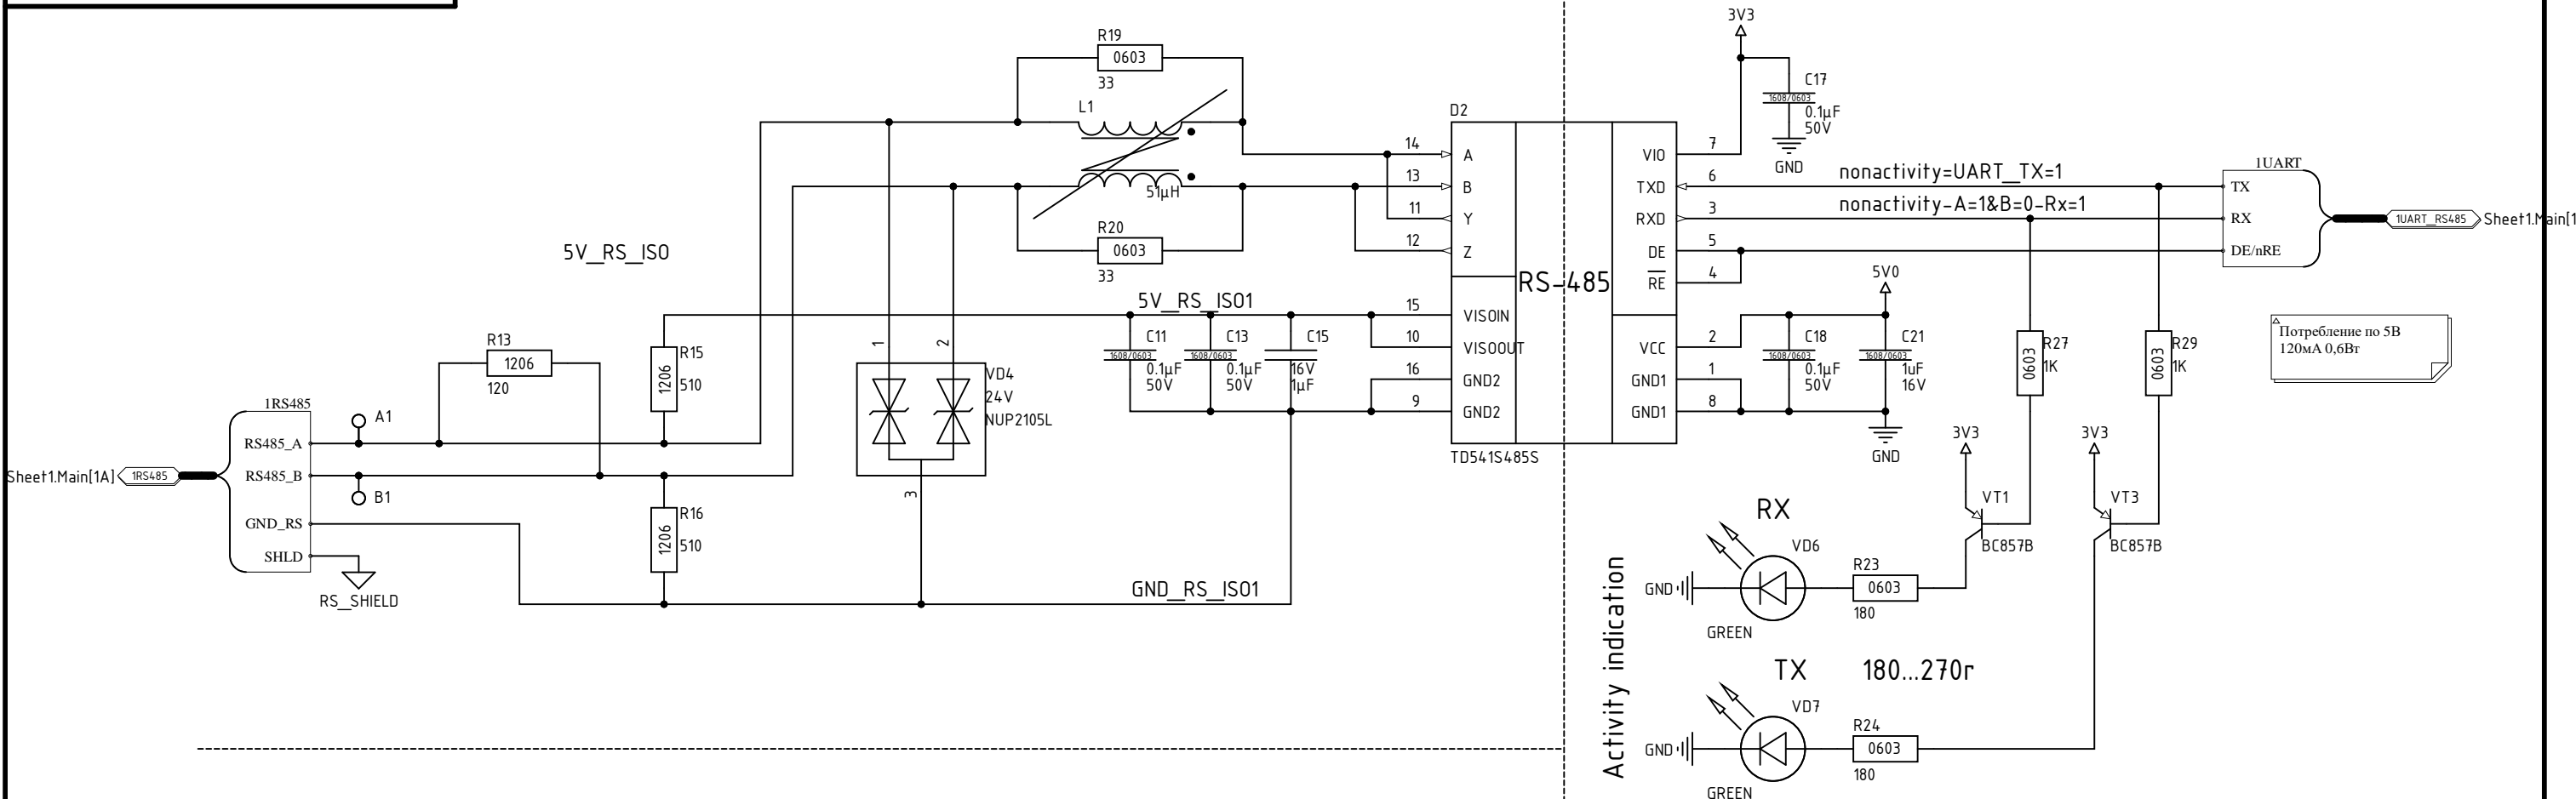 R19
0603
33
L1
51µH
R20
0603
33
5V_RS_ISO
5V_RS_ISO1
R13
1206
120
R15
1206
510
R16
1206
510
1RS485
RS485_A
RS485_B
GND_RS
SHLD
Sheet1.Main[1A]
1RS485
A1
B1
RS_SHIELD
1
2
3
VD4
24V
NUP2105L
C11
1608/0603
0.1µF
50V
C13
1608/0603
0.1µF
50V
C15
16V
1µF
GND_RS_ISO1
D2
RS-485
TD541S485S
14 A
13 B
11 Y
12 Z
15 VISOIN
10 VISOOUT
16 GND2
9 GND2
VIO 7
TXD 6
RXD 3
DE 5
RE 4
VCC 2
GND1 1
GND1 8
3V3
C17
1608/0603
0.1µF
50V
GND
nonactivity=UART_TX=1
nonactivity-A=1&B=0-Rx=1
5V0
C18
1608/0603
0.1µF
50V
C21
1608/0603
1uF
16V
GND
1UART
TX
RX
DE/nRE
1UART_RS485
Sheet1.Main[1
R27
0603
1K
R29
0603
1K
Потребление по 5В
120мА 0,6Вт
3V3
VT1
BC857B
3V3
VT3
BC857B
Activity indication
RX
VD6
GND
GREEN
R23
0603
180
TX
180...270r
VD7
GND
GREEN
R24
0603
180